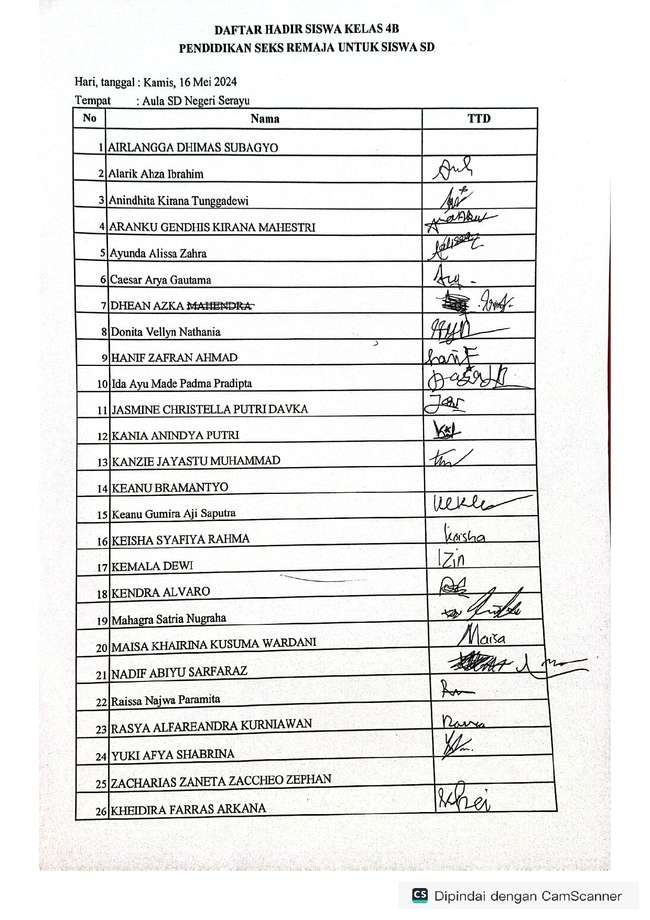 DAFTAR HADIR SISWA KELAS 4B
PENDIDIKAN SEKS REMAJA UNTUK SISWA SD
Hari, tanggal : Kamis, 16 Mei 2024
Tempat : Aula SD Negeri Serayu
No Nama TTD
1 AIRLANGGA DHIMAS SUBAGYO
2 Alarik Ahza Ibrahim
3 Anindhita Kirana Tunggadewi
4 ARANKU GENDHIS KIRANA MAHESTRI
5 Ayunda Alissa Zahra
6 Caesar Arya Gautama
7 DHEAN AZKA MAHENDRA
8 Donita Vellyn Nathania
9 HANIF ZAFRAN AHMAD hanif
10 Ida Ayu Made Padma Pradipta
11 JASMINE CHRISTELLA PUTRI DAVKA
12 KANIA ANINDYA PUTRI
13 KANZIE JAYASTU MUHAMMAD
14 KEANU BRAMANTYO
15 Keanu Gumira Aji Saputra
16 KEISHA SYAFIYA RAHMA keisha
17 KEMALA DEWI Izin
18 KENDRA ALVARO
19 Mahagra Satria Nugraha
20 MAISA KHAIRINA KUSUMA WARDANI Maisa
21 NADIF ABIYU SARFARAZ
22 Raissa Najwa Paramita
23 RASYA ALFAREANDRA KURNIAWAN
24 YUKI AFYA SHABRINA
25 ZACHARIAS ZANETA ZACCHEO ZEPHAN
26 KHEIDIRA FARRAS ARKANA
CS Dipindai dengan CamScanner